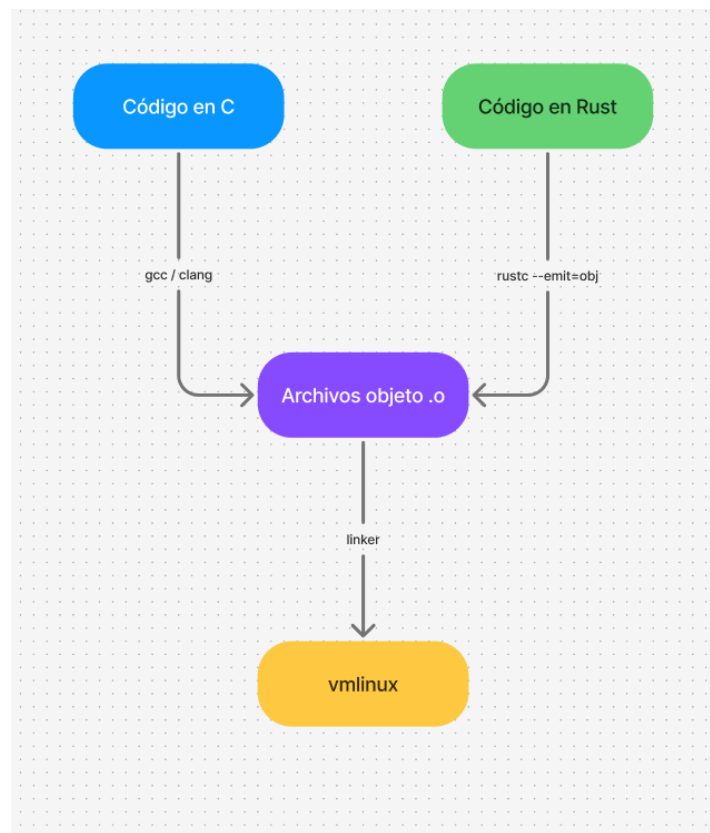 Código en C
Código en Rust
gcc / clang
rustc --emit=obj
Archivos objeto .o
linker
vmlinux